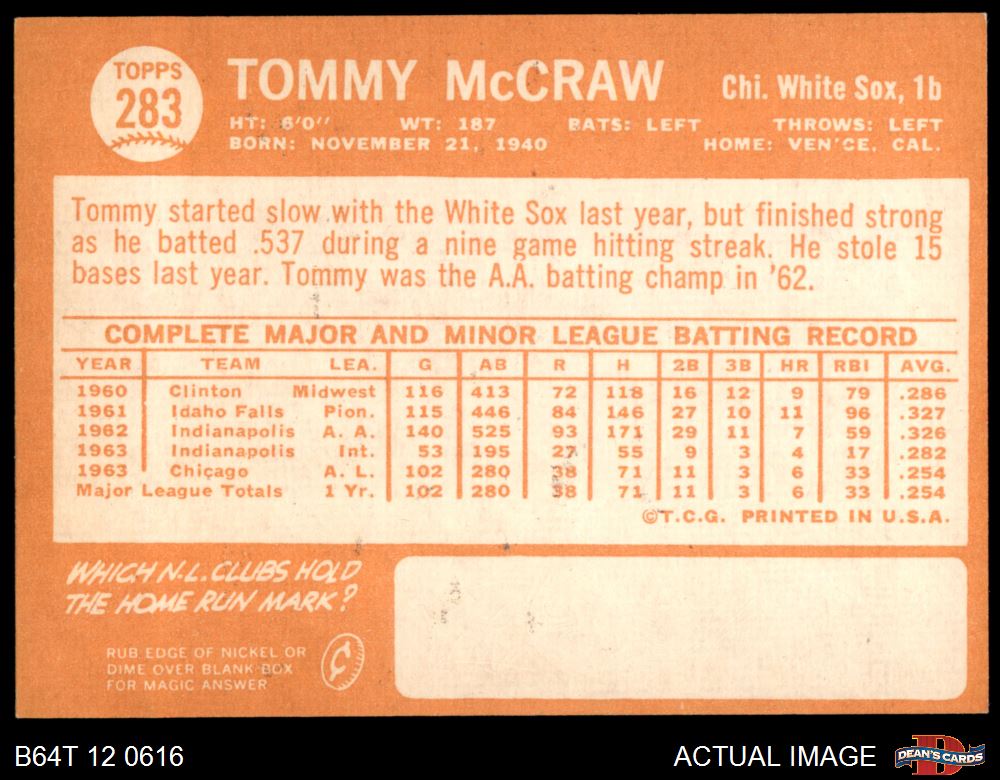 TOPPS
283
TOMMY McCRAW
Chi. White Sox, 1b
HT: 6'0" WT: 187 BATS: LEFT THROWS: LEFT
BORN: NOVEMBER 21, 1940 HOME: VEN'CE, CAL.
Tommy started slow with the White Sox last year, but finished strong
as he batted .537 during a nine game hitting streak. He stole 15
bases last year. Tommy was the A.A. batting champ in '62.
COMPLETE MAJOR AND MINOR LEAGUE BATTING RECORD
YEAR TEAM LEA. G AB R H 2B 3B HR RBI AVG.
1960 Clinton Midwest 116 413 72 118 16 12 9 79 .286
1961 Idaho Falls Pion. 115 446 84 146 27 10 11 96 .327
1962 Indianapolis A. A. 140 525 93 171 29 11 7 59 .326
1963 Indianapolis Int. 53 195 27 55 9 3 4 17 .282
1963 Chicago A. L. 102 280 38 71 11 3 6 33 .254
Major League Totals 1 Yr. 102 280 38 71 11 3 6 33 .254
©T.C.G. PRINTED IN U.S.A.
WHICH N.L. CLUBS HOLD
THE HOME RUN MARK?
RUB EDGE OF NICKEL OR
DIME OVER BLANK BOX
FOR MAGIC ANSWER
¢
B64T 12 0616
ACTUAL IMAGE
D
DEAN'S CARDS